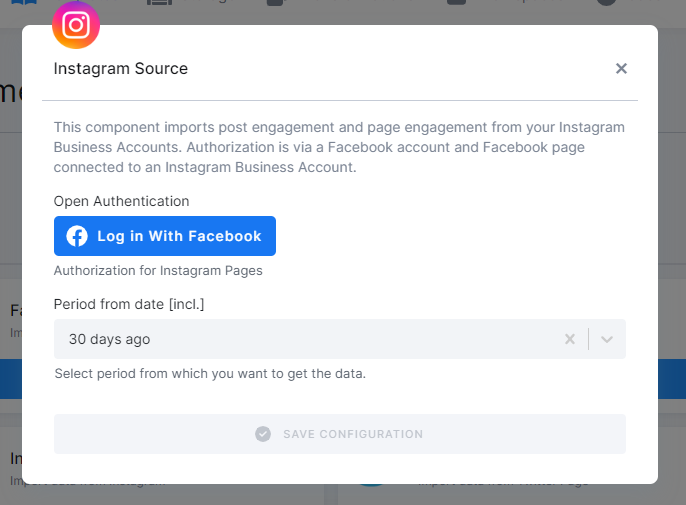 Instagram Source
This component imports post engagement and page engagement from your Instagram
Business Accounts. Authorization is via a Facebook account and Facebook page
connected to an Instagram Business Account.
Open Authentication
Log in With Facebook
Authorization for Instagram Pages
Period from date [incl.]
30 days ago
Select period from which you want to get the data.
SAVE CONFIGURATION